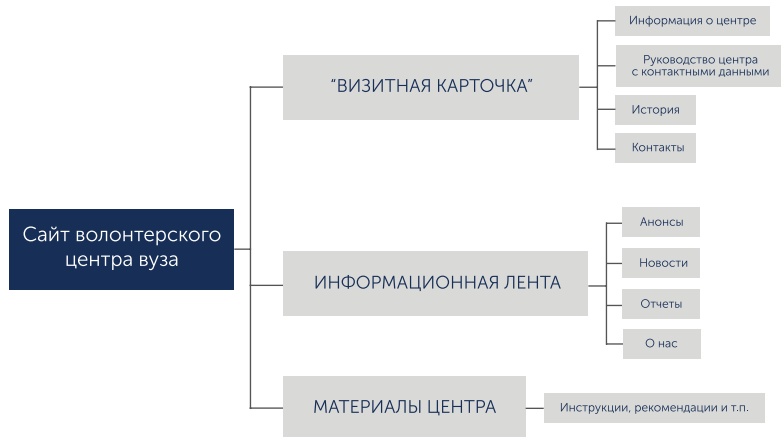 Сайт волонтерского
центра вуза
“ВИЗИТНАЯ КАРТОЧКА”
Информация о центре
Руководство центра
с контактными данными
История
Контакты
ИНФОРМАЦИОННАЯ ЛЕНТА
Анонсы
Новости
Отчеты
О нас
МАТЕРИАЛЫ ЦЕНТРА
Инструкции, рекомендации и т.п.